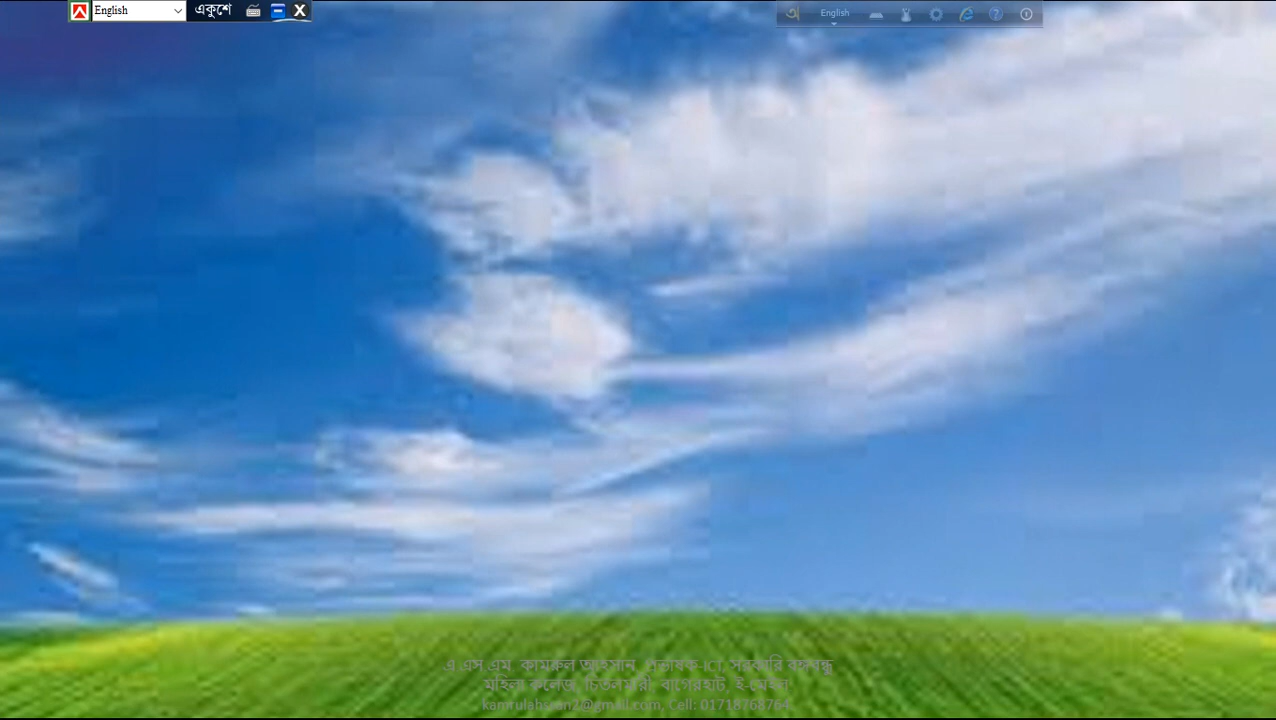 English
একুশে
English
এ.এস.এম. কামরুল আহসান, প্রভাষক-ICT, সরকারি বঙ্গবন্ধু
মহিলা কলেজ, চিতলমারী, বাগেরহাট, ই-মেইল:
kamrulahsan2@gmail.com, Cell: 01718768764